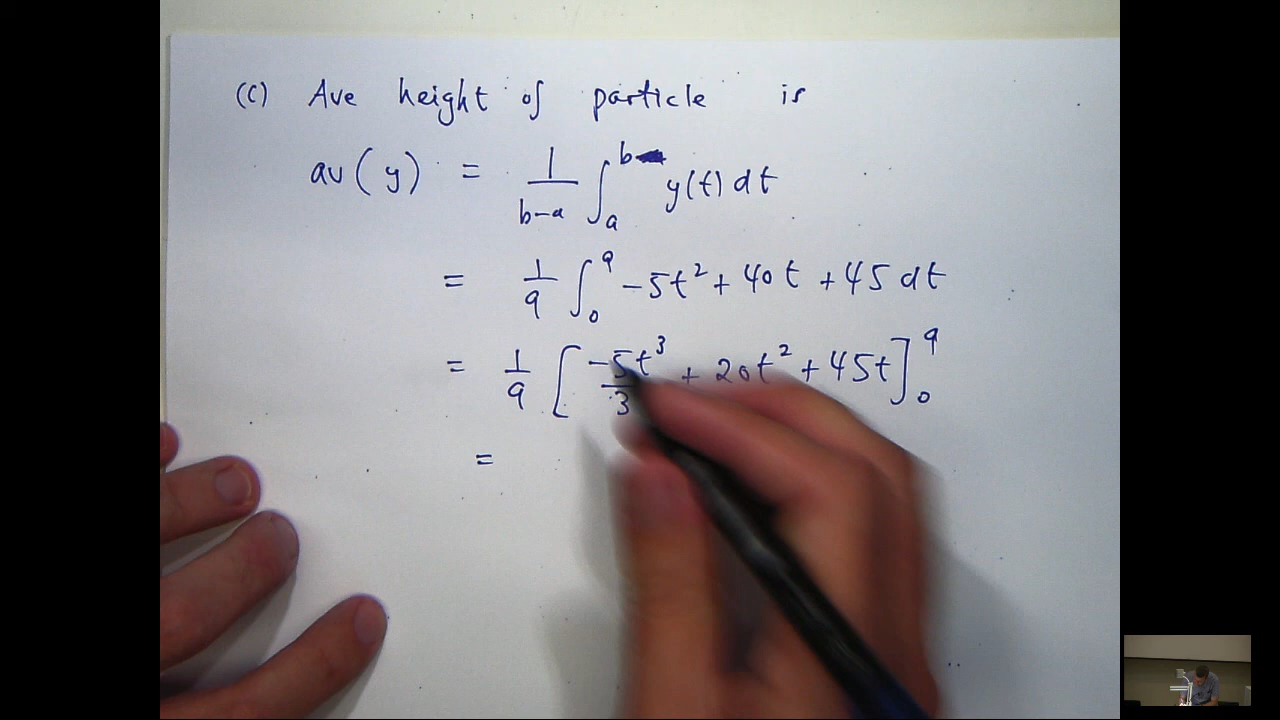 (c) Ave height of particle is
av(y) = 1/(b-a) ∫_a^b y(t) dt
= 1/9 ∫_0^9 -5t² + 40t + 45 dt
= 1/9 [ -5t³/3 + 20t² + 45t ]_0^9
=